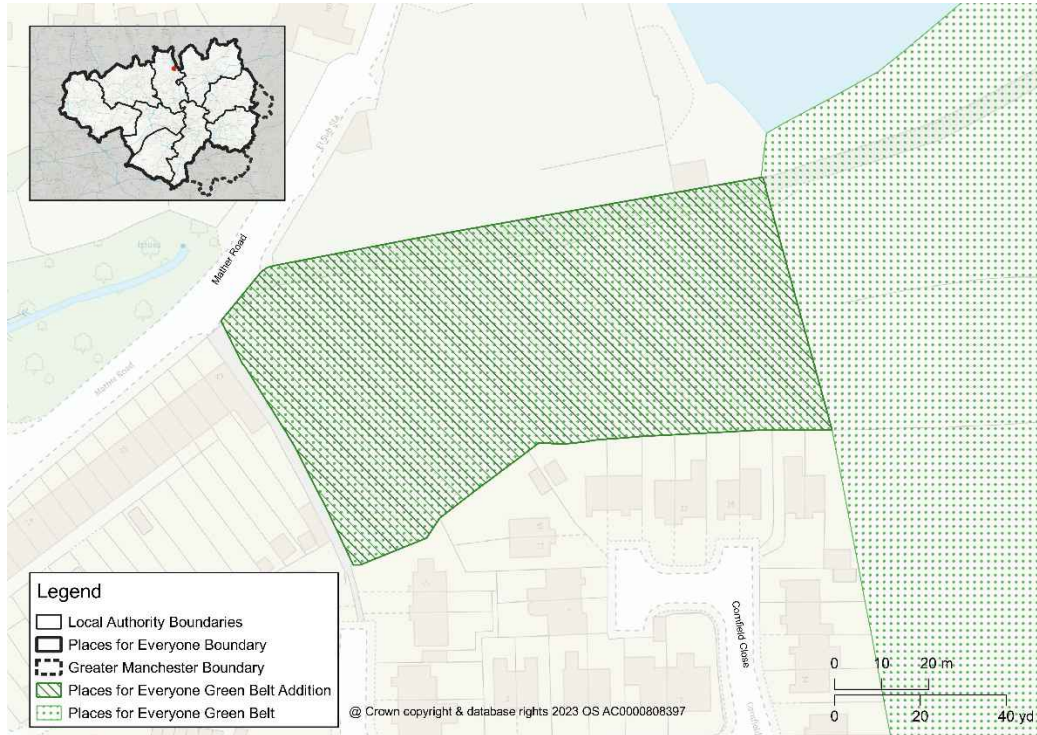 Mather Road
Mather Road
Issues
Cornfield Close
Legend
Local Authority Boundaries
Places for Everyone Boundary
Greater Manchester Boundary
Places for Everyone Green Belt Addition
Places for Everyone Green Belt
@ Crown copyright & database rights 2023 OS AC0000808397
0 10 20 m
0 20 40 yd